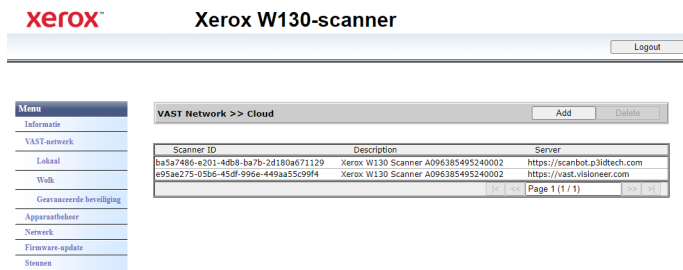 xerox™
Xerox W130-scanner
Logout
Menu
Informatie
VAST-netwerk
Lokaal
Wolk
Geavanceerde beveiliging
Apparaatbeheer
Netwerk
Firmware-update
Steunen
VAST Network >> Cloud
Add
Delete
Scanner ID Description Server
ba5a7486-e201-4db8-ba7b-2d180a671129 Xerox W130 Scanner A096385495240002 https://scanbot.p3idtech.com
e95ae275-05b6-45df-996e-449aa55c99f4 Xerox W130 Scanner A096385495240002 https://vast.visioneer.com
|< << Page 1 (1 / 1) >> >|